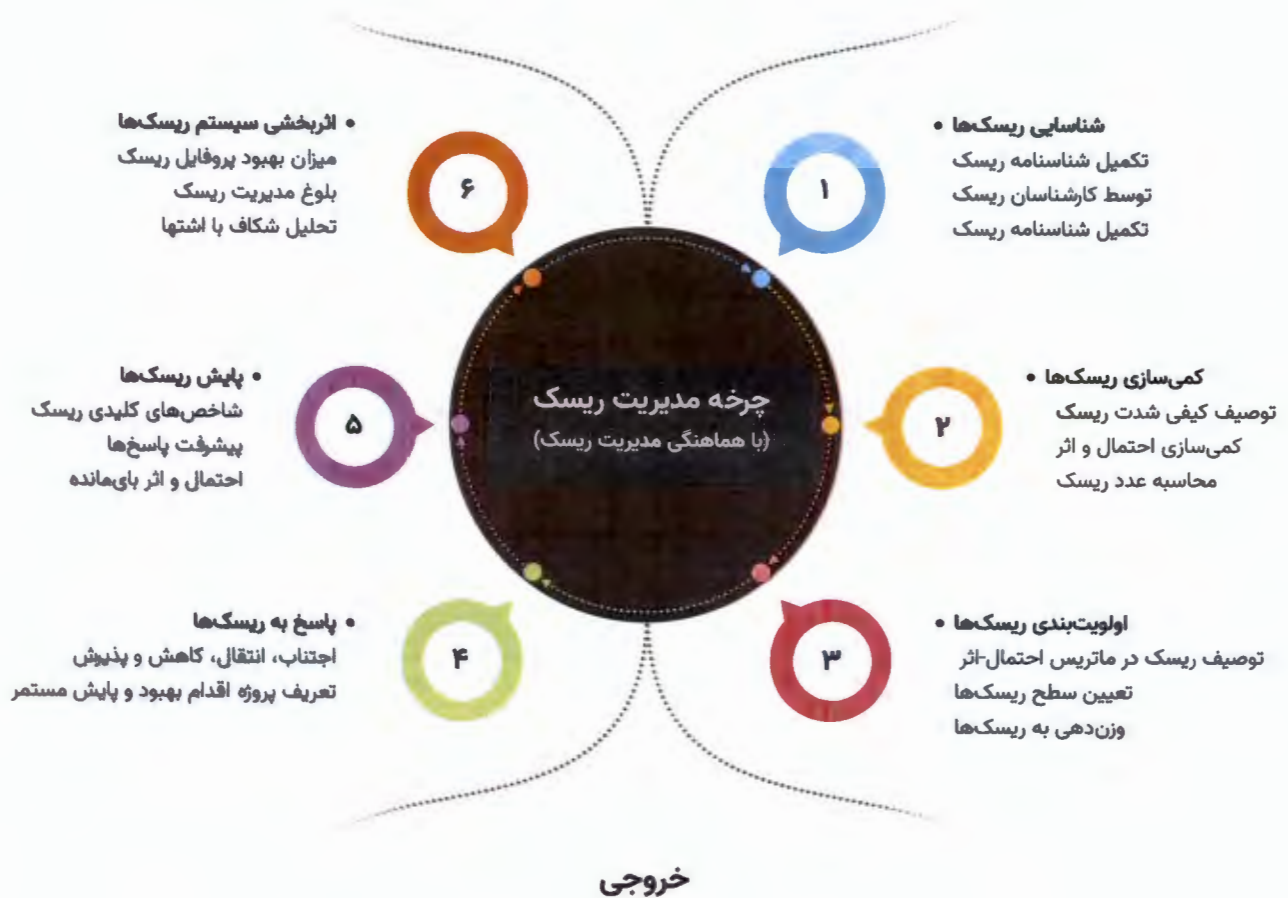 چرخه مدیریت ریسک
(با هماهنگی مدیریت ریسک)
۱
شناسایی ریسک‌ها •
تکمیل شناسنامه ریسک
توسط کارشناسان ریسک
تکمیل شناسنامه ریسک
۲
کمی‌سازی ریسک‌ها •
توصیف کیفی شدت ریسک
کمی‌سازی احتمال و اثر
محاسبه عدد ریسک
۳
اولویت‌بندی ریسک‌ها •
توصیف ریسک در ماتریس احتمال-اثر
تعیین سطح ریسک‌ها
وزن‌دهی به ریسک‌ها
۴
• پاسخ به ریسک‌ها
اجتناب، انتقال، کاهش و پذیرش
تعریف پروژه اقدام بهبود و پایش مستمر
۵
• پایش ریسک‌ها
شاخص‌های کلیدی ریسک
پیشرفت پاسخ‌ها
احتمال و اثر باقی‌مانده
۶
• اثربخشی سیستم ریسک‌ها
میزان بهبود پروفایل ریسک
بلوغ مدیریت ریسک
تحلیل شکاف با اشتها
خروجی